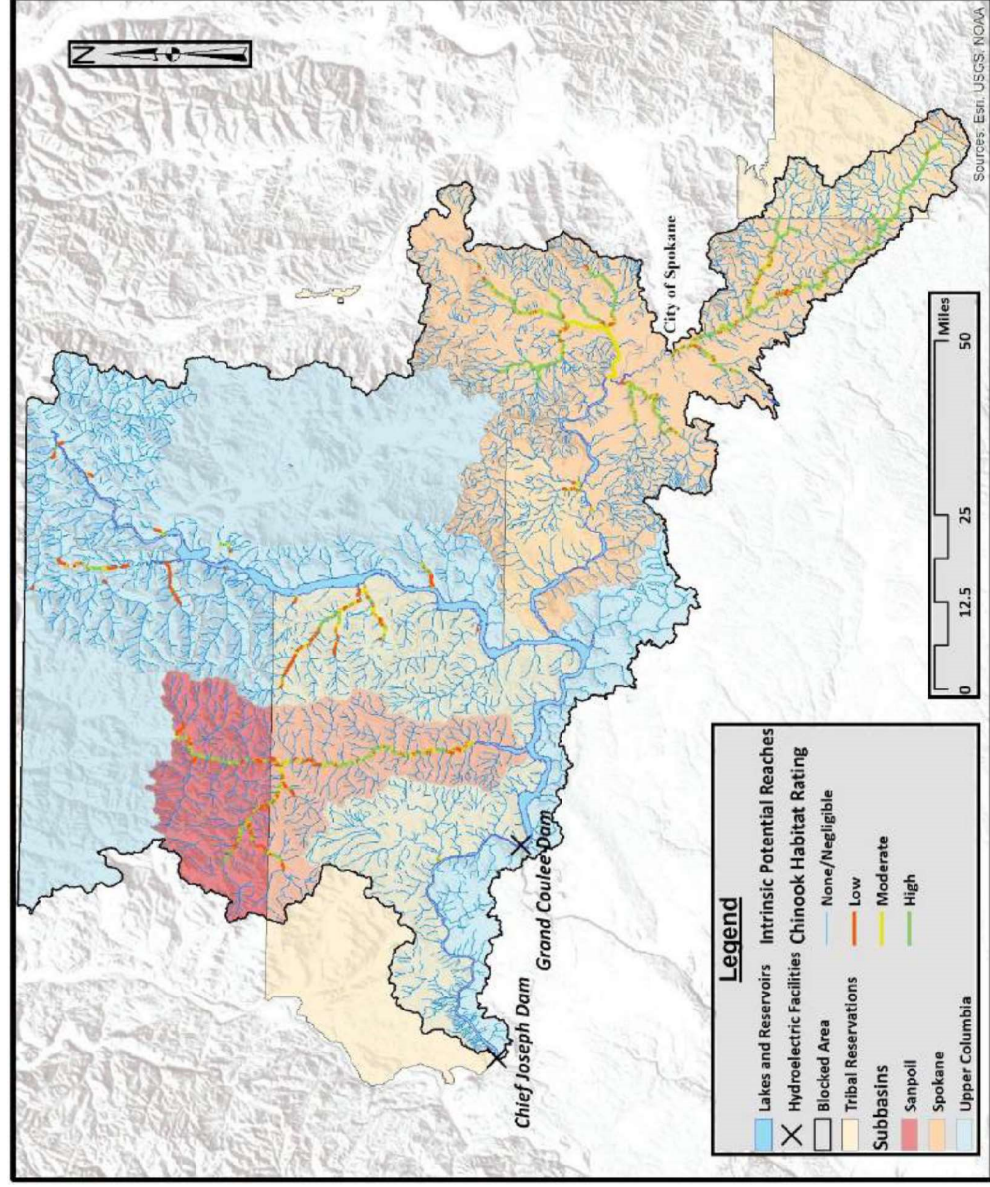 N
City of Spokane
Chief Joseph Dam
Grand Coulee Dam
Legend
Lakes and Reservoirs
Hydroelectric Facilities
Blocked Area
Tribal Reservations
Subbasins
Sanpoil
Spokane
Upper Columbia
Intrinsic Potential Reaches
Chinook Habitat Rating
None/Negligible
Low
Moderate
High
0 12.5 25 50
Miles
Sources: Esri, USGS, NOAA